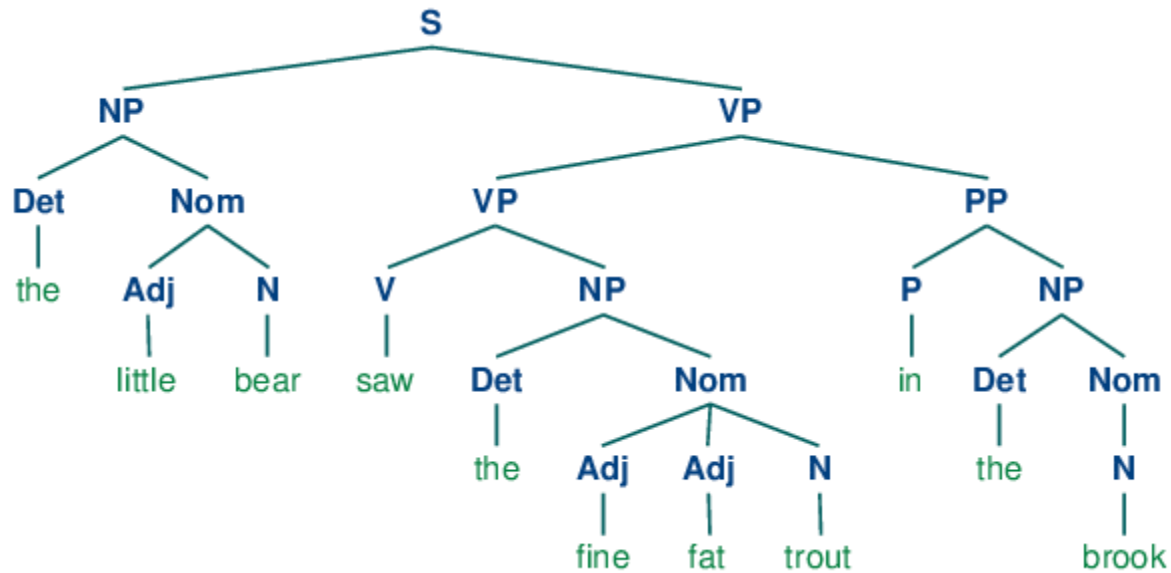 S
NP VP
Det Nom VP PP
the Adj N V NP P NP
little bear saw Det Nom in Det Nom
the Adj Adj N the N
fine fat trout brook